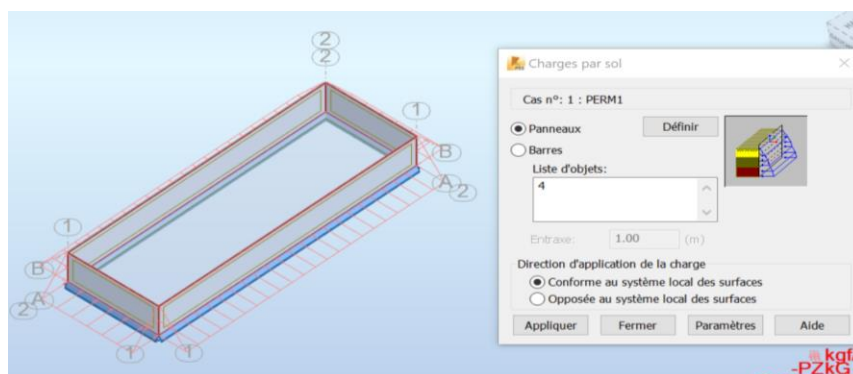 2
2
1
B
A
2
1
B
A
2
1
1
Charges par sol
Cas nº: 1 : PERM1
Panneaux
Définir
Barres
Liste d'objets:
4
Entraxe: 1.00 (m)
Direction d'application de la charge
Conforme au système local des surfaces
Opposée au système local des surfaces
Appliquer Fermer Paramètres Aide
kgf
-PZkG